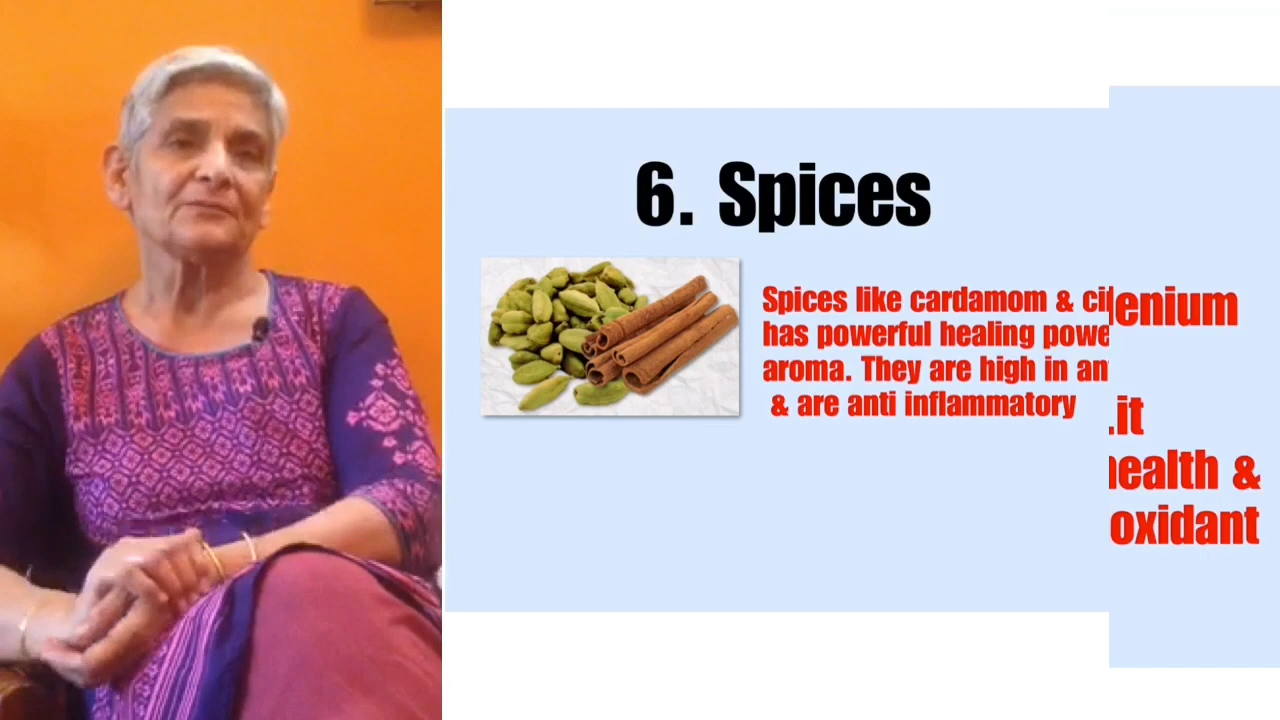 6. Spices
Spices like cardamom & ci
has powerful healing powe
aroma. They are high in an
& are anti inflammatory
lenium
.it
health &
oxidant